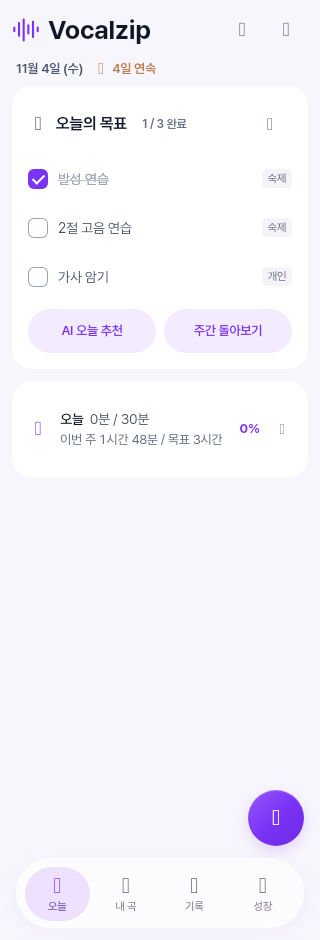 Vocalzip
11월 4일 (수) 4일 연속
오늘의 목표 1 / 3 완료
발성 연습 숙제
2절 고음 연습 숙제
가사 암기 개인
AI 오늘 추천 주간 돌아보기
오늘 0분 / 30분
이번 주 1시간 48분 / 목표 3시간 0%
오늘 내 곡 기록 성장